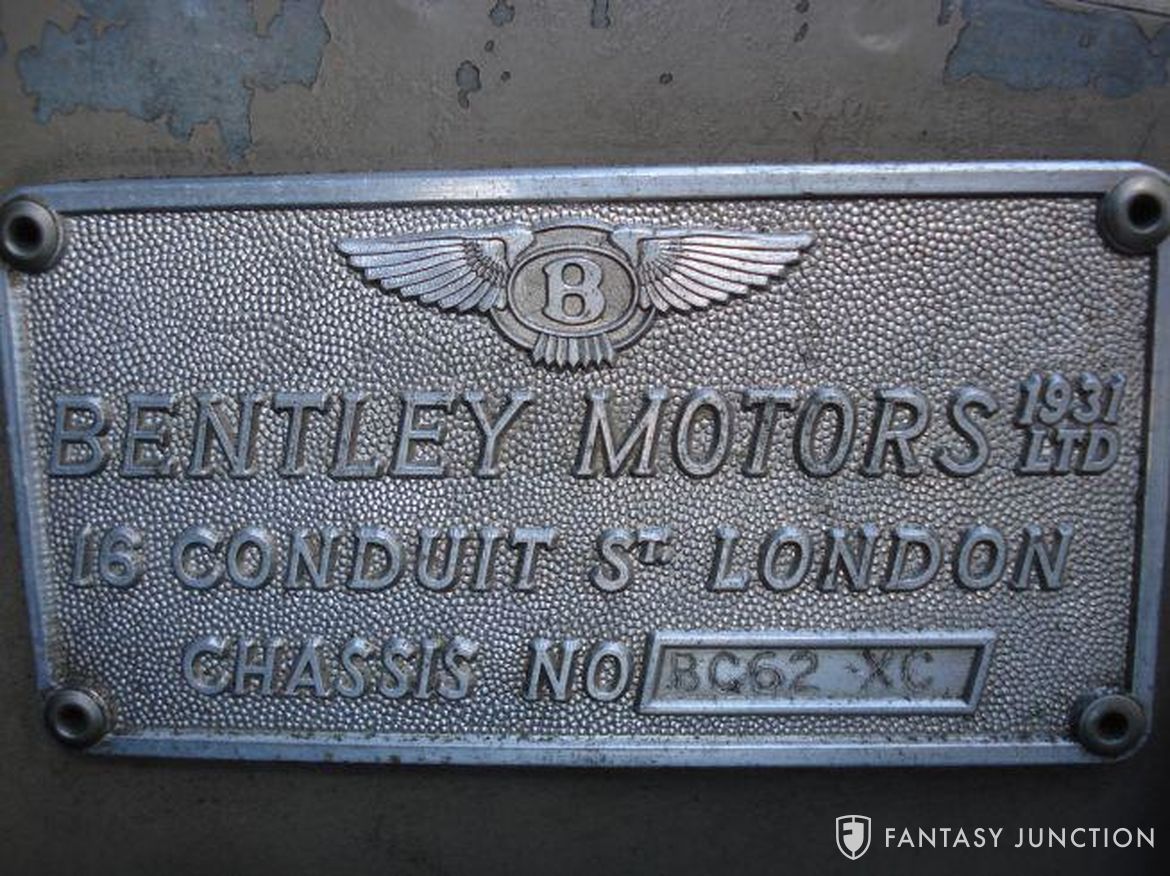 B
BENTLEY MOTORS 1931 LTD
16 CONDUIT ST LONDON
CHASSIS NO BC62 XC
FANTASY JUNCTION